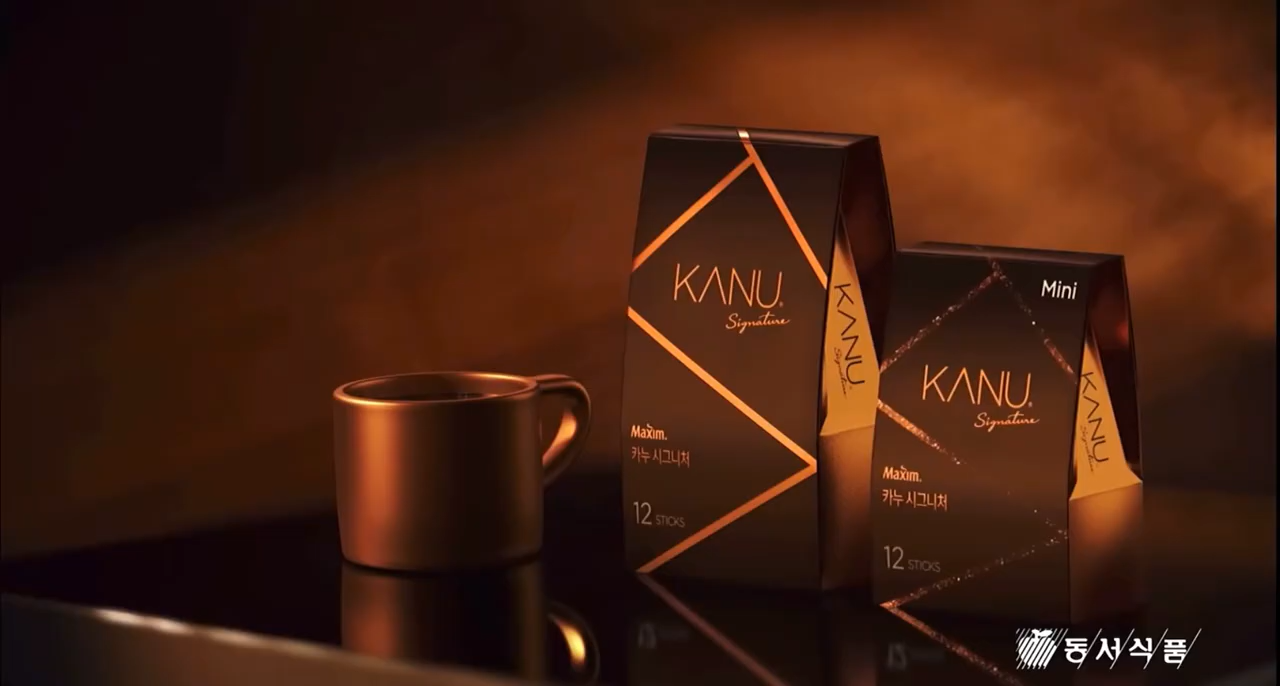 KANU
Signature
Maxim.
카누 시그니처
12 STICKS
KANU
Signature
Mini
KANU
Signature
Maxim.
카누 시그니처
12 STICKS
KANU
Signature
동서식품